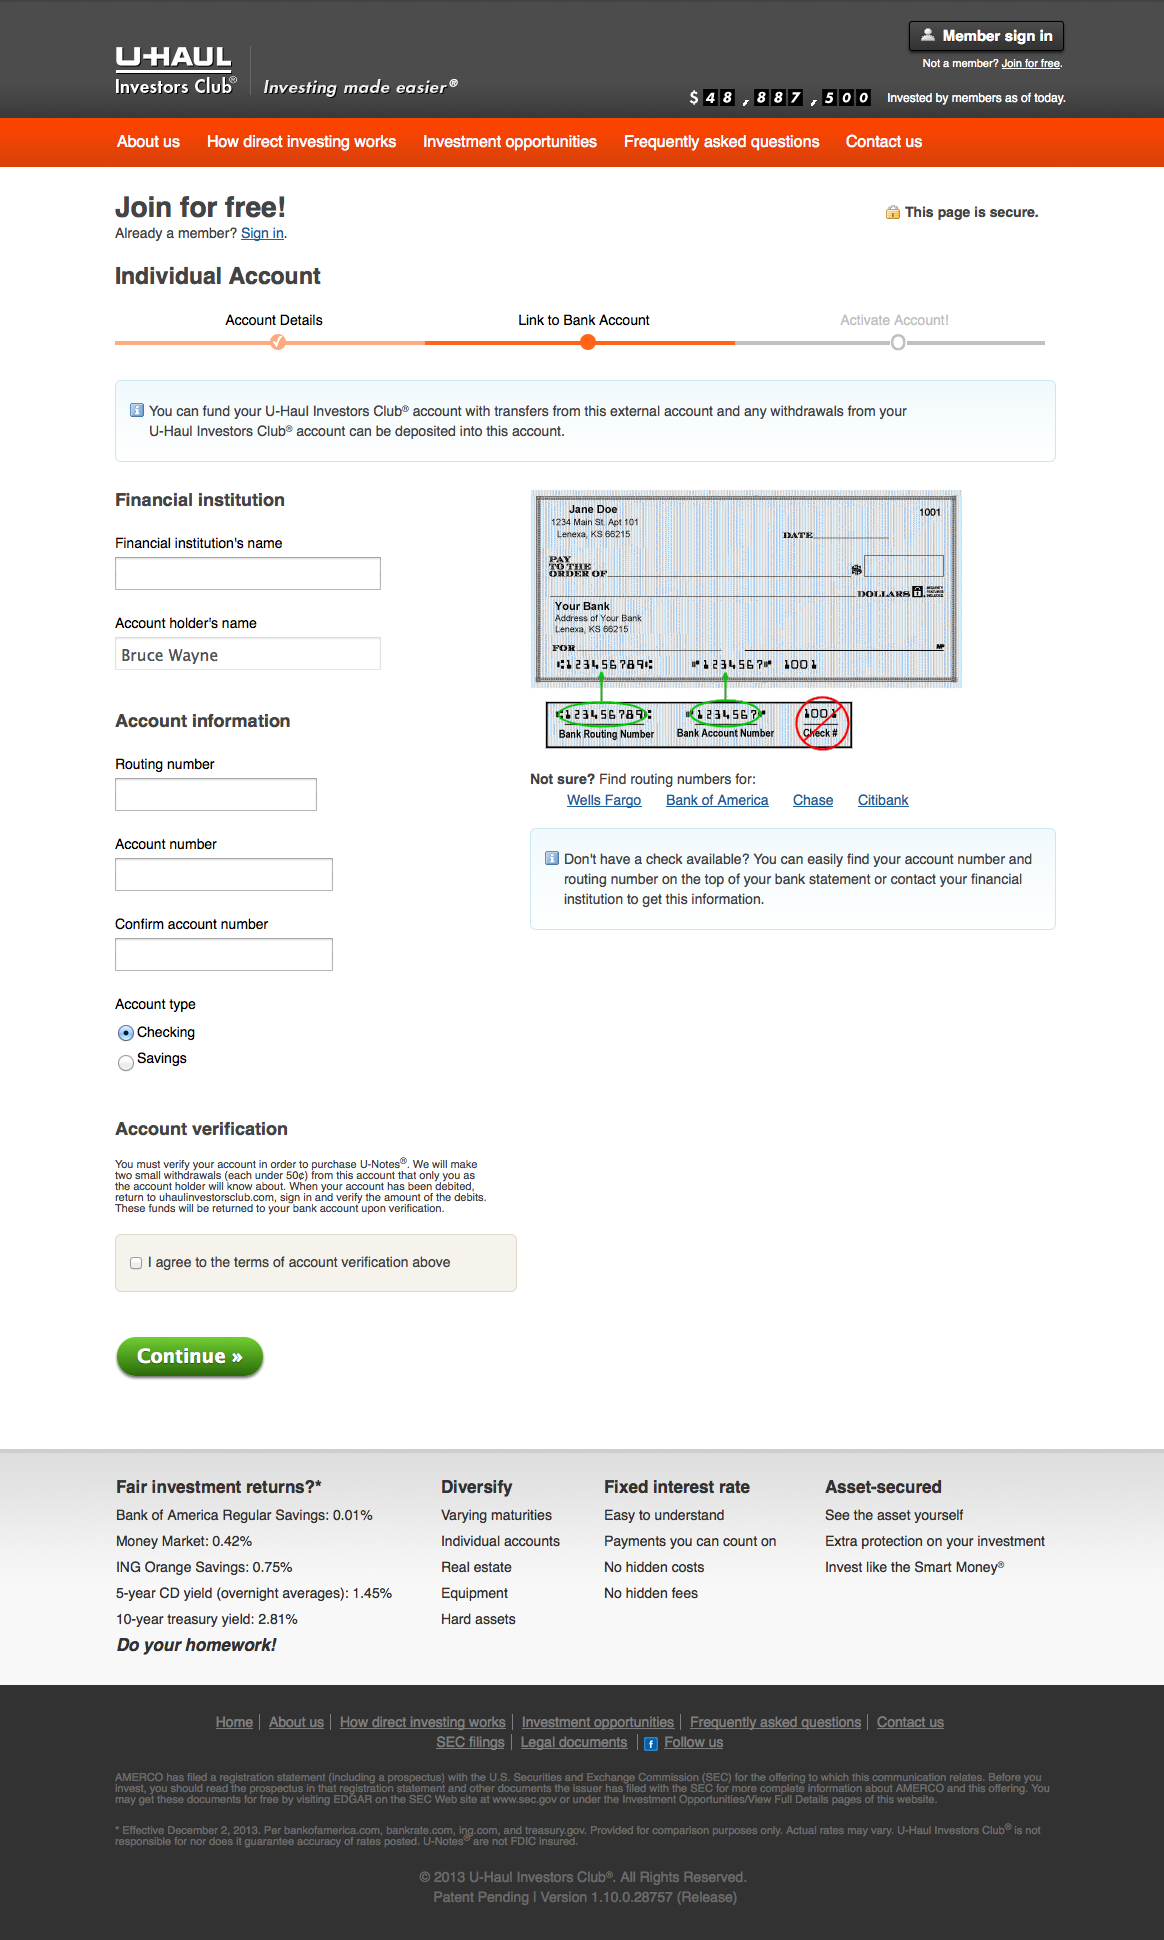 Member sign in
Not a member? Join for free.
U-HAUL
Investors Club®
Investing made easier®
$ 48,887,500 Invested by members as of today.
About us How direct investing works Investment opportunities Frequently asked questions Contact us
Join for free!
This page is secure.
Already a member? Sign in.
Individual Account
Account Details Link to Bank Account Activate Account!
You can fund your U-Haul Investors Club® account with transfers from this external account and any withdrawals from your
U-Haul Investors Club® account can be deposited into this account.
Financial institution
Financial institution's name
Account holder's name
Bruce Wayne
Account information
Routing number
Account number
Confirm account number
Account type
Checking
Savings
Jane Doe
1001
1234 Main St. Apt 101
Lenexa, KS 66215
DATE
PAY
TO THE
ORDER OF
$
DOLLARS
Your Bank
Address of Your Bank
Lenexa, KS 66215
FOR
MP
⑆123456789⑆ ⑈1234567⑈ 1001
⑆123456789⑆ ⑈1234567⑈ 1001
Bank Routing Number Bank Account Number Check #
Not sure? Find routing numbers for:
Wells Fargo Bank of America Chase Citibank
Don't have a check available? You can easily find your account number and
routing number on the top of your bank statement or contact your financial
institution to get this information.
Account verification
You must verify your account in order to purchase U-Notes®. We will make
two small withdrawals (each under 50¢) from this account that only you as
the account holder will know about. When your account has been debited,
return to uhaulinvestorsclub.com, sign in and verify the amount of the debits.
These funds will be returned to your bank account upon verification.
I agree to the terms of account verification above
Continue »
Fair investment returns?*
Bank of America Regular Savings: 0.01%
Money Market: 0.42%
ING Orange Savings: 0.75%
5-year CD yield (overnight averages): 1.45%
10-year treasury yield: 2.81%
Do your homework!
Diversify
Varying maturities
Individual accounts
Real estate
Equipment
Hard assets
Fixed interest rate
Easy to understand
Payments you can count on
No hidden costs
No hidden fees
Asset-secured
See the asset yourself
Extra protection on your investment
Invest like the Smart Money®
Home | About us | How direct investing works | Investment opportunities | Frequently asked questions | Contact us
SEC filings | Legal documents | f Follow us
AMERCO has filed a registration statement (including a prospectus) with the U.S. Securities and Exchange Commission (SEC) for the offering to which this communication relates. Before you
invest, you should read the prospectus in that registration statement and other documents the issuer has filed with the SEC for more complete information about AMERCO and this offering. You
may get these documents for free by visiting EDGAR on the SEC Web site at www.sec.gov or under the Investment Opportunities/View Full Details pages of this website.
* Effective December 2, 2013. Per bankofamerica.com, bankrate.com, ing.com, and treasury.gov. Provided for comparison purposes only. Actual rates may vary. U-Haul Investors Club® is not
responsible for nor does it guarantee accuracy of rates posted. U-Notes® are not FDIC insured.
© 2013 U-Haul Investors Club®. All Rights Reserved.
Patent Pending | Version 1.10.0.28757 (Release)